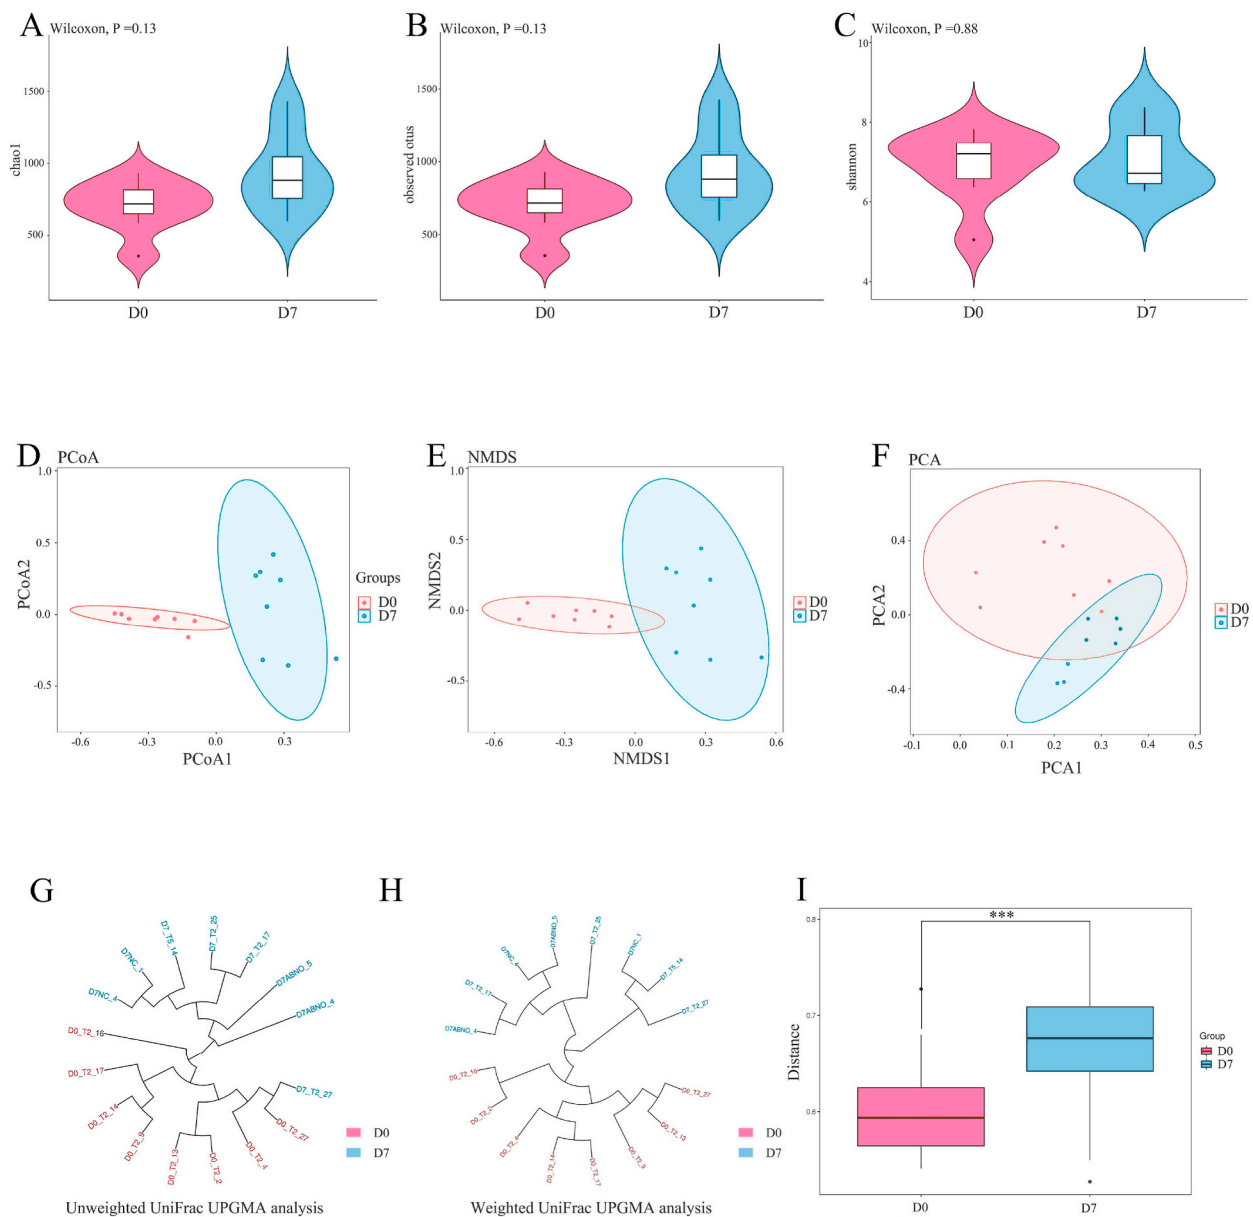 A
Wilcoxon, P =0.13
chao1
1500
1000
500
D0
D7
B
Wilcoxon, P =0.13
observed otus
1500
1000
500
D0
D7
C
Wilcoxon, P =0.88
shannon
10
8
6
4
D0
D7
D
PCoA
PCoA2
1.0
0.5
0.0
-0.5
-0.6
-0.3
0.0
0.3
PCoA1
Groups
D0
D7
E
NMDS
NMDS2
1.0
0.5
0.0
-0.5
-0.6
-0.3
0.0
0.3
0.6
NMDS1
D0
D7
F
PCA
PCA2
0.4
0.0
-0.4
-0.1
0.0
0.1
0.2
0.3
0.4
0.5
PCA1
D0
D7
G
D7NC_4
D7NC_1
D7_T5_14
D7_T2_25
D7_T2_17
D7ABNO_5
D7ABNO_4
D7_T2_27
D0_T2_27
D0_T2_4
D0_T2_2
D0_T2_13
D0_T2_9
D0_T2_14
D0_T2_17
D0_T2_16
D0
D7
Unweighted UniFrac UPGMA analysis
H
D7ABNO_4
D7_T2_17
D7NC_4
D7ABNO_5
D7_T2_25
D7NC_1
D7_T5_14
D7_T2_27
D0_T2_27
D0_T2_13
D0_T2_9
D0_T2_17
D0_T2_14
D0_T2_4
D0_T2_2
D0_T2_16
D0
D7
Weighted UniFrac UPGMA analysis
I
Distance
0.8
0.7
0.6
***
D0
D7
Group
D0
D7